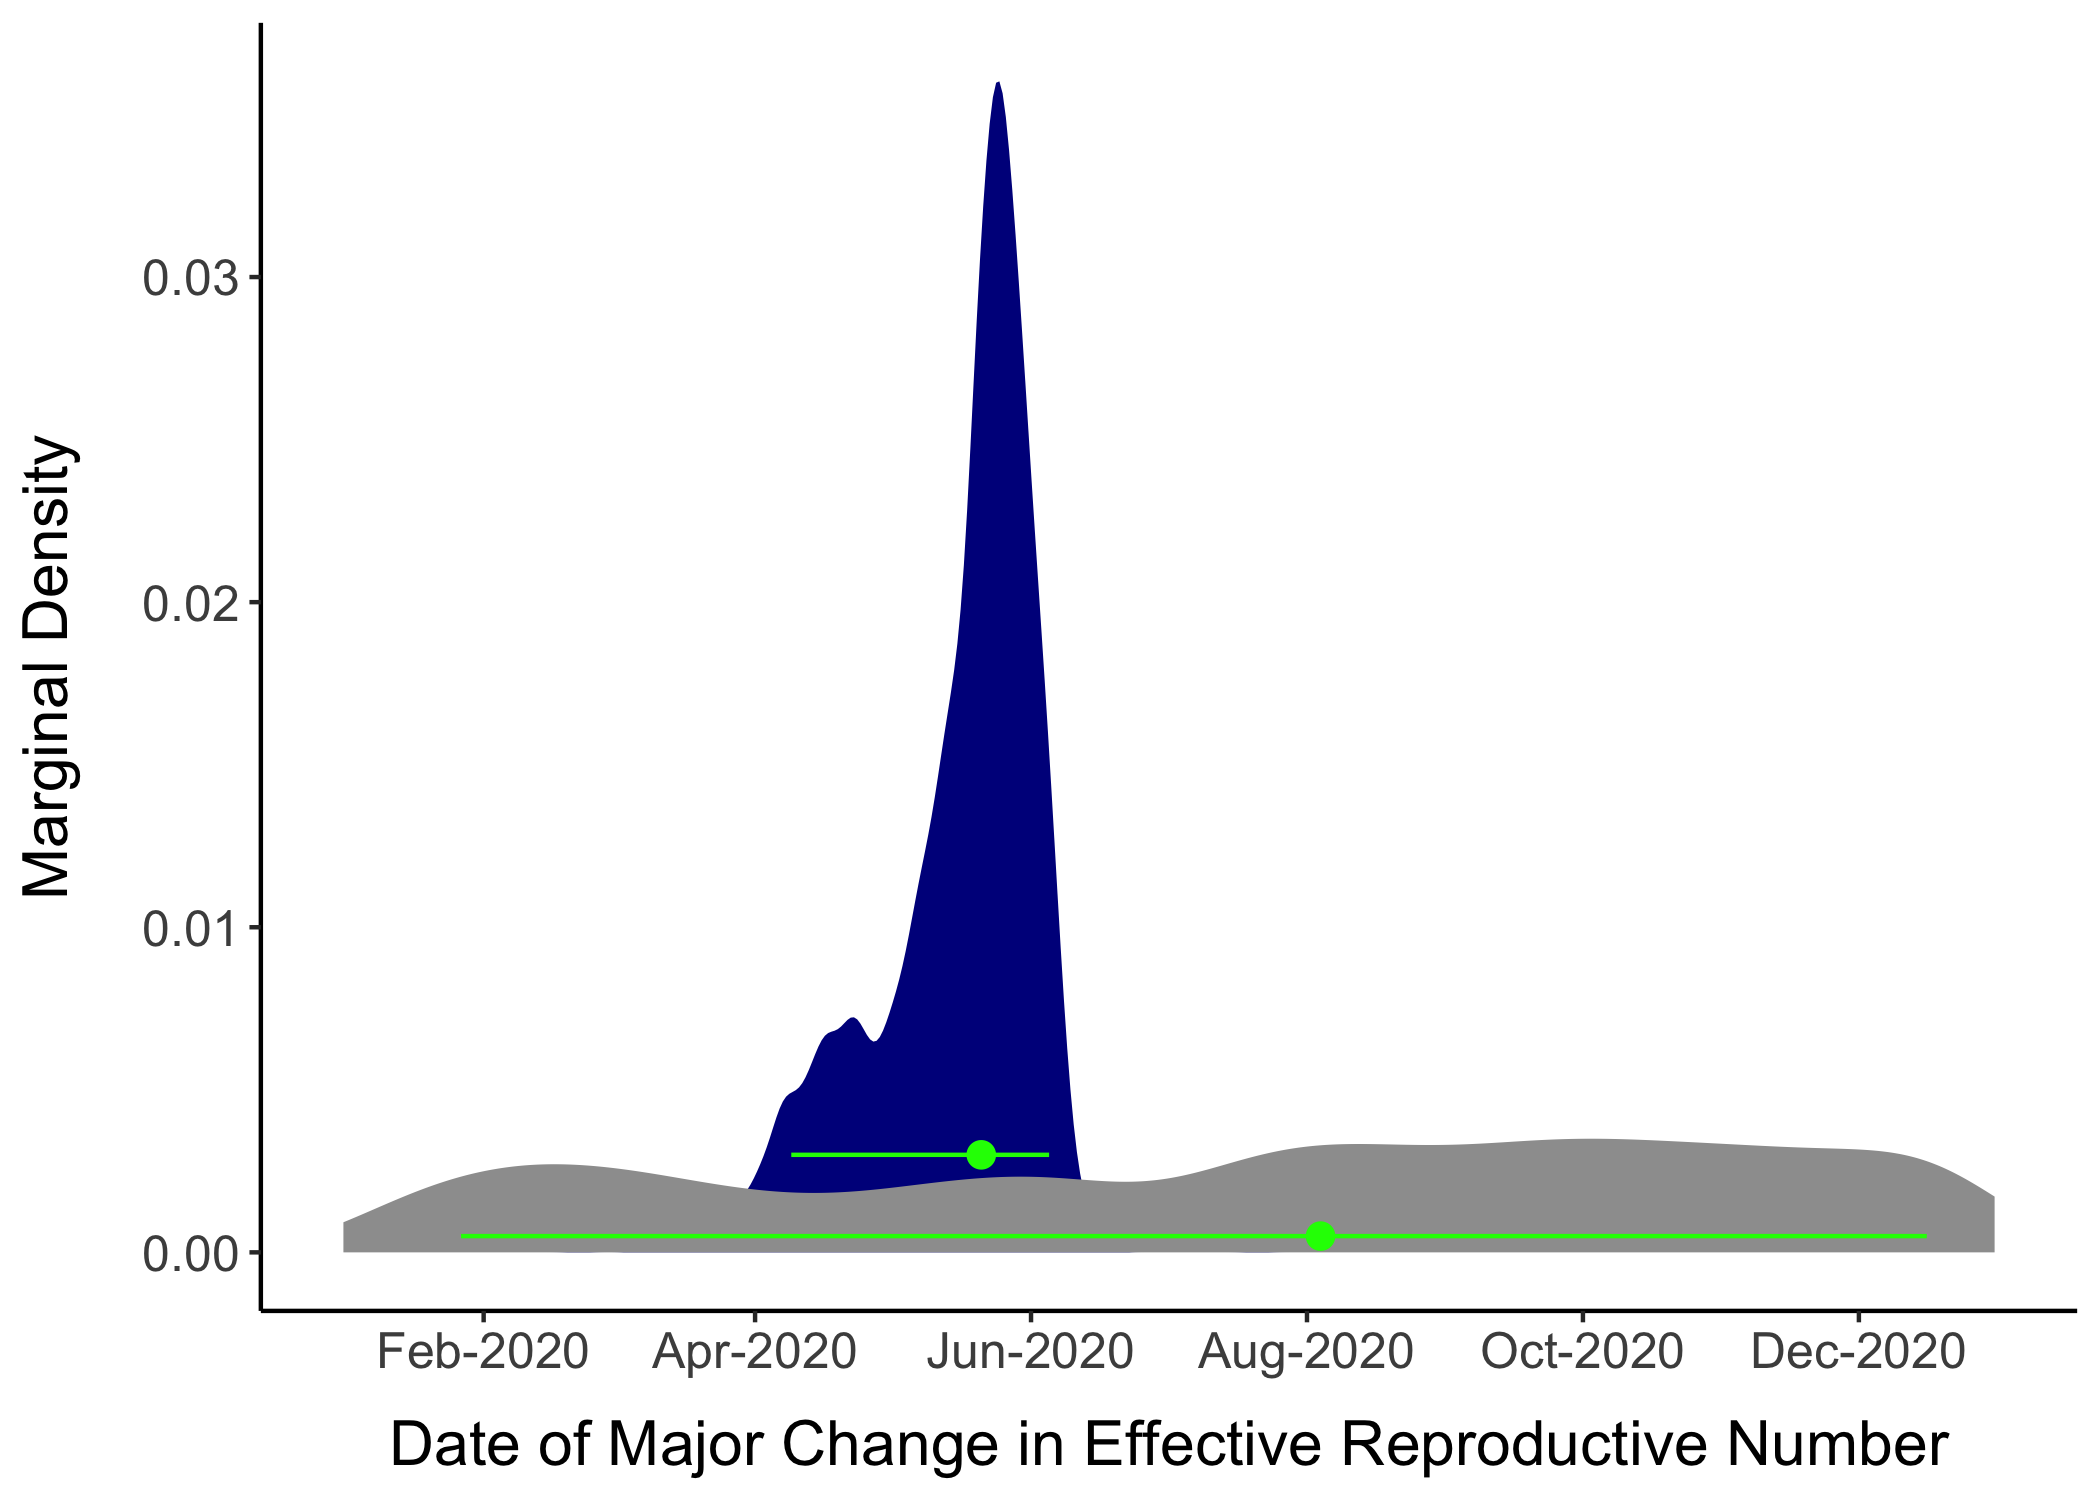 Marginal Density
0.03
0.02
0.01
0.00
Feb-2020 Apr-2020 Jun-2020 Aug-2020 Oct-2020 Dec-2020
Date of Major Change in Effective Reproductive Number